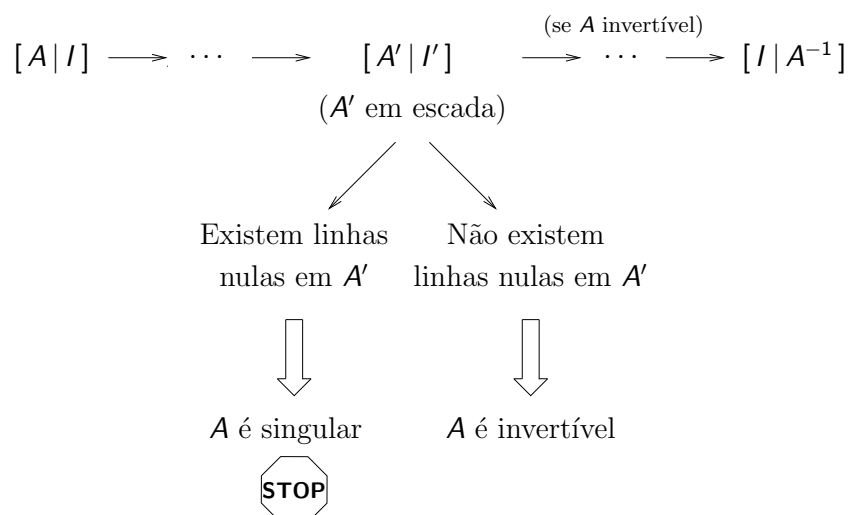 (se A invertível)
[A | I] ⟶ ··· ⟶ [A′ | I′] ⟶ ··· ⟶ [I | A⁻¹]
(A′ em escada)
Existem linhas
nulas em A′
Não existem
linhas nulas em A′
A é singular
A é invertível
STOP